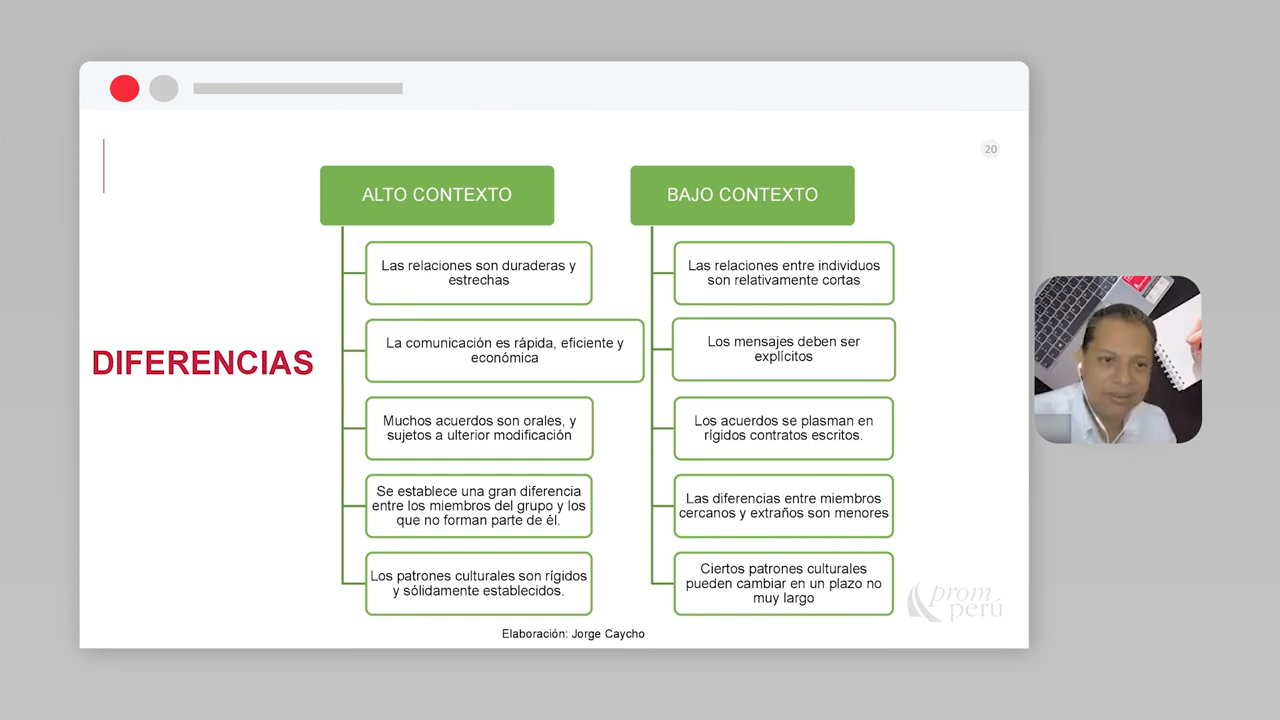 20
ALTO CONTEXTO
Las relaciones son duraderas y
estrechas
La comunicación es rápida, eficiente y
económica
Muchos acuerdos son orales, y
sujetos a ulterior modificación
Se establece una gran diferencia
entre los miembros del grupo y los
que no forman parte de él.
Los patrones culturales son rígidos
y sólidamente establecidos.
BAJO CONTEXTO
Las relaciones entre individuos
son relativamente cortas
Los mensajes deben ser
explícitos
Los acuerdos se plasman en
rígidos contratos escritos.
Las diferencias entre miembros
cercanos y extraños son menores
Ciertos patrones culturales
pueden cambiar en un plazo no
muy largo
DIFERENCIAS
prom
perú
Elaboración: Jorge Caycho